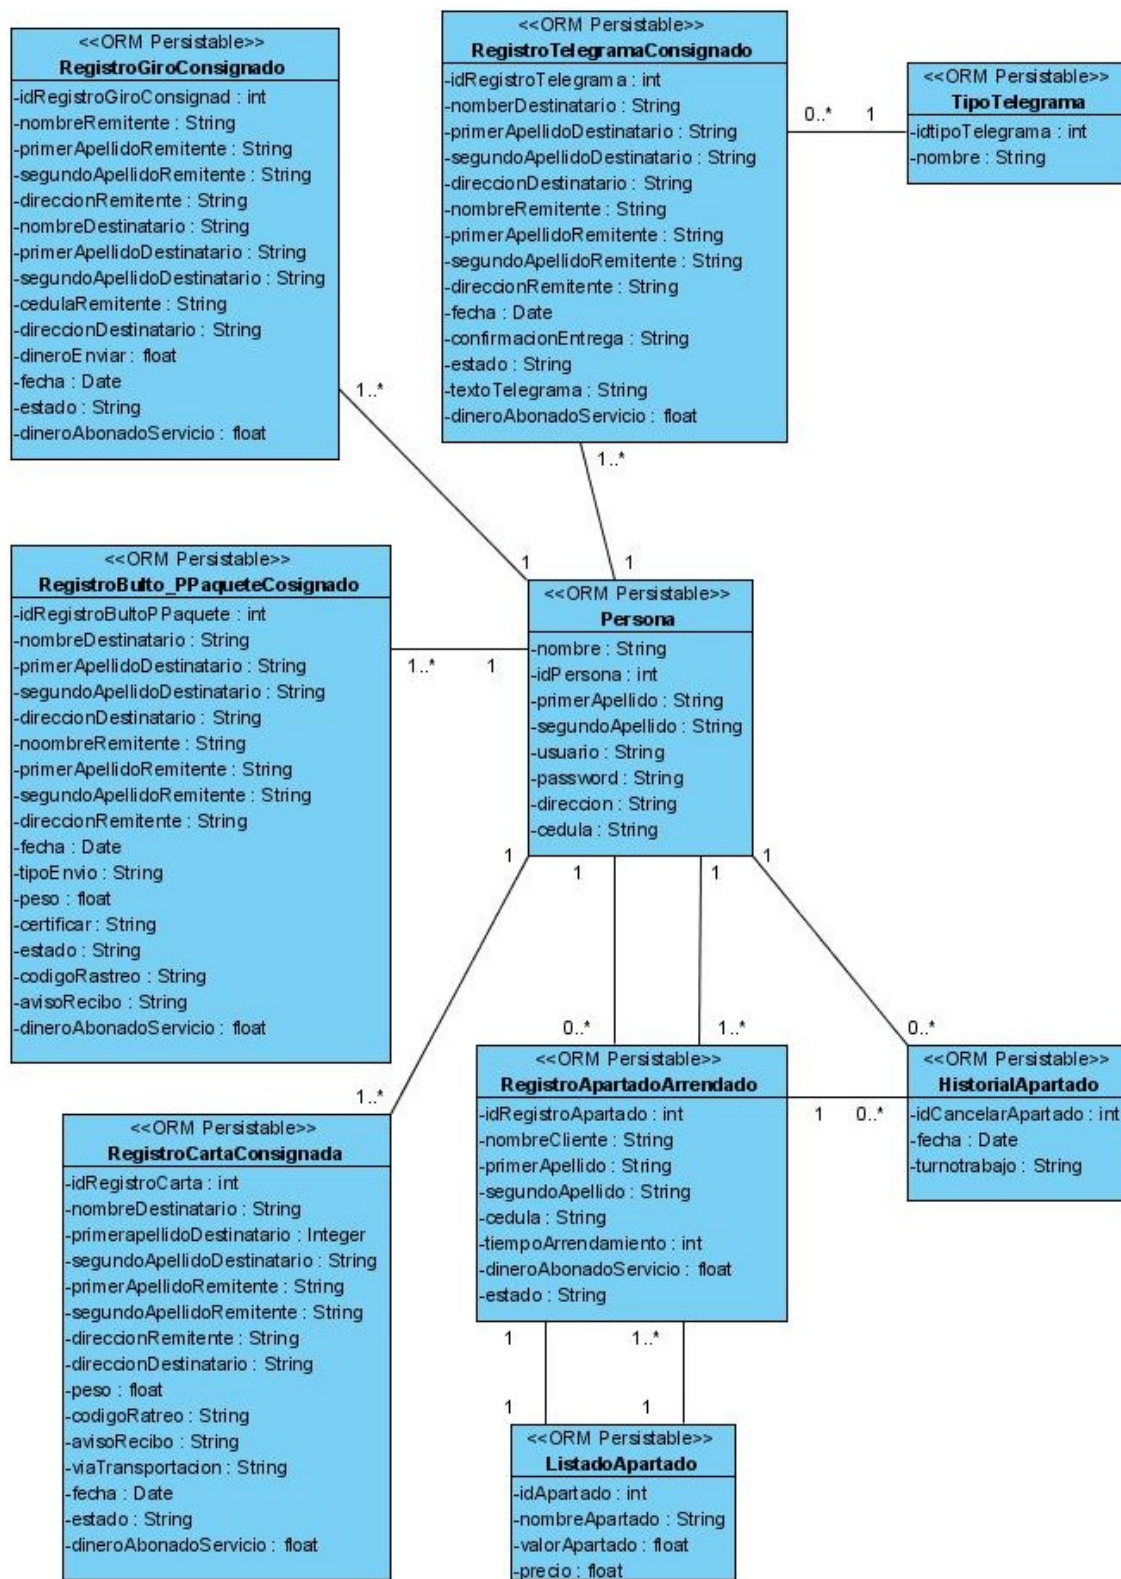 <<ORM Persistable>>
RegistroGiroConsignado
-idRegistroGiroConsignad : int
-nombreRemitente : String
-primerApellidoRemitente : String
-segundoApellidoRemitente : String
-direccionRemitente : String
-nombreDestinatario : String
-primerApellidoDestinatario : String
-segundoApellidoDestinatario : String
-cedulaRemitente : String
-direccionDestinatario : String
-dineroEnviar : float
-fecha : Date
-estado : String
-dineroAbonadoServicio : float
<<ORM Persistable>>
RegistroTelegramaConsignado
-idRegistroTelegrama : int
-nomberDestinatario : String
-primerApellidoDestinatario : String
-segundoApellidoDestinatario : String
-direccionDestinatario : String
-nombreRemitente : String
-primerApellidoRemitente : String
-segundoApellidoRemitente : String
-direccionRemitente : String
-fecha : Date
-confirmacionEntrega : String
-estado : String
-textoTelegrama : String
-dineroAbonadoServicio : float
0..* 1
<<ORM Persistable>>
TipoTelegrama
-idtipoTelegrama : int
-nombre : String
1..*
1..*
1
1
<<ORM Persistable>>
RegistroBulto_PPaqueteCosignado
-idRegistroBultoPPaquete : int
-nombreDestinatario : String
-primerApellidoDestinatario : String
-segundoApellidoDestinatario : String
-direccionDestinatario : String
-noombreRemitente : String
-primerApellidoRemitente : String
-segundoApellidoRemitente : String
-direccionRemitente : String
-fecha : Date
-tipoEnvio : String
-peso : float
-certificar : String
-estado : String
-codigoRastreo : String
-avisoRecibo : String
-dineroAbonadoServicio : float
1..* 1
<<ORM Persistable>>
Persona
-nombre : String
-idPersona : int
-primerApellido : String
-segundoApellido : String
-usuario : String
-password : String
-direccion : String
-cedula : String
1
1
1
1
0..*
1..*
0..*
1..*
<<ORM Persistable>>
RegistroCartaConsignada
-idRegistroCarta : int
-nombreDestinatario : String
-primerapellidoDestinatario : Integer
-segundoApellidoDestinatario : String
-primerApellidoRemitente : String
-segundoApellidoRemitente : String
-direccionRemitente : String
-direccionDestinatario : String
-peso : float
-codigoRatreo : String
-avisoRecibo : String
-viaTransportacion : String
-fecha : Date
-estado : String
-dineroAbonadoServicio : float
<<ORM Persistable>>
RegistroApartadoArrendado
-idRegistroApartado : int
-nombreCliente : String
-primerApellido : String
-segundoApellido : String
-cedula : String
-tiempoArrendamiento : int
-dineroAbonadoServicio : float
-estado : String
1 0..*
<<ORM Persistable>>
HistorialApartado
-idCancelarApartado : int
-fecha : Date
-turnotrabajo : String
1 1..*
1 1
<<ORM Persistable>>
ListadoApartado
-idApartado : int
-nombreApartado : String
-valorApartado : float
-precio : float